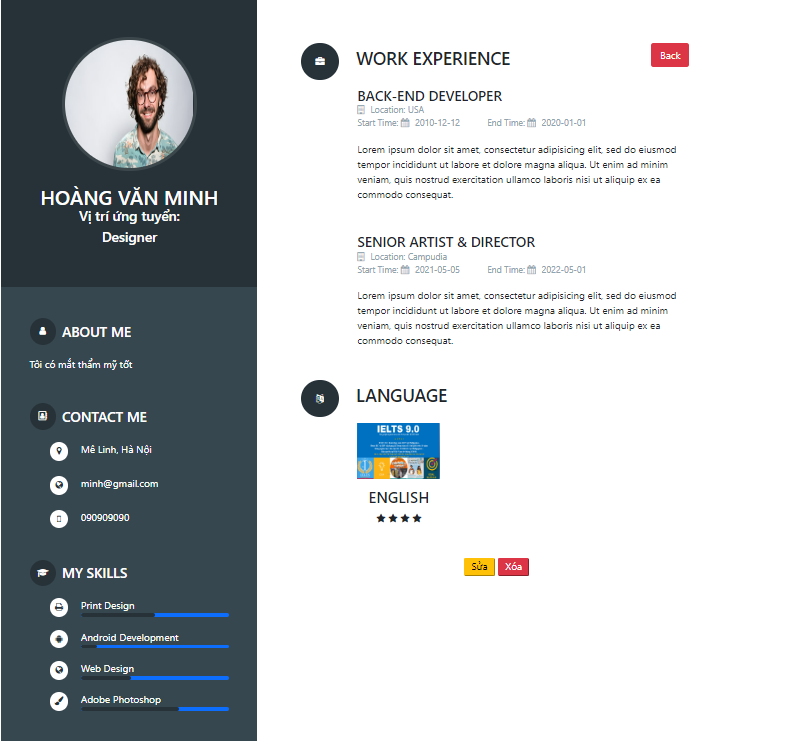 HOÀNG VĂN MINH
Vị trí ứng tuyển:
Designer
ABOUT ME
Tôi có mắt thẩm mỹ tốt
CONTACT ME
Mê Linh, Hà Nội
minh@gmail.com
090909090
MY SKILLS
Print Design
Android Development
Web Design
Adobe Photoshop
WORK EXPERIENCE
Back
BACK-END DEVELOPER
Location: USA
Start Time: 2010-12-12 End Time: 2020-01-01
Lorem ipsum dolor sit amet, consectetur adipisicing elit, sed do eiusmod
tempor incididunt ut labore et dolore magna aliqua. Ut enim ad minim
veniam, quis nostrud exercitation ullamco laboris nisi ut aliquip ex ea
commodo consequat.
SENIOR ARTIST & DIRECTOR
Location: Campudia
Start Time: 2021-05-05 End Time: 2022-05-01
Lorem ipsum dolor sit amet, consectetur adipisicing elit, sed do eiusmod
tempor incididunt ut labore et dolore magna aliqua. Ut enim ad minim
veniam, quis nostrud exercitation ullamco laboris nisi ut aliquip ex ea
commodo consequat.
LANGUAGE
IELTS 9.0
ENGLISH
Sửa Xóa